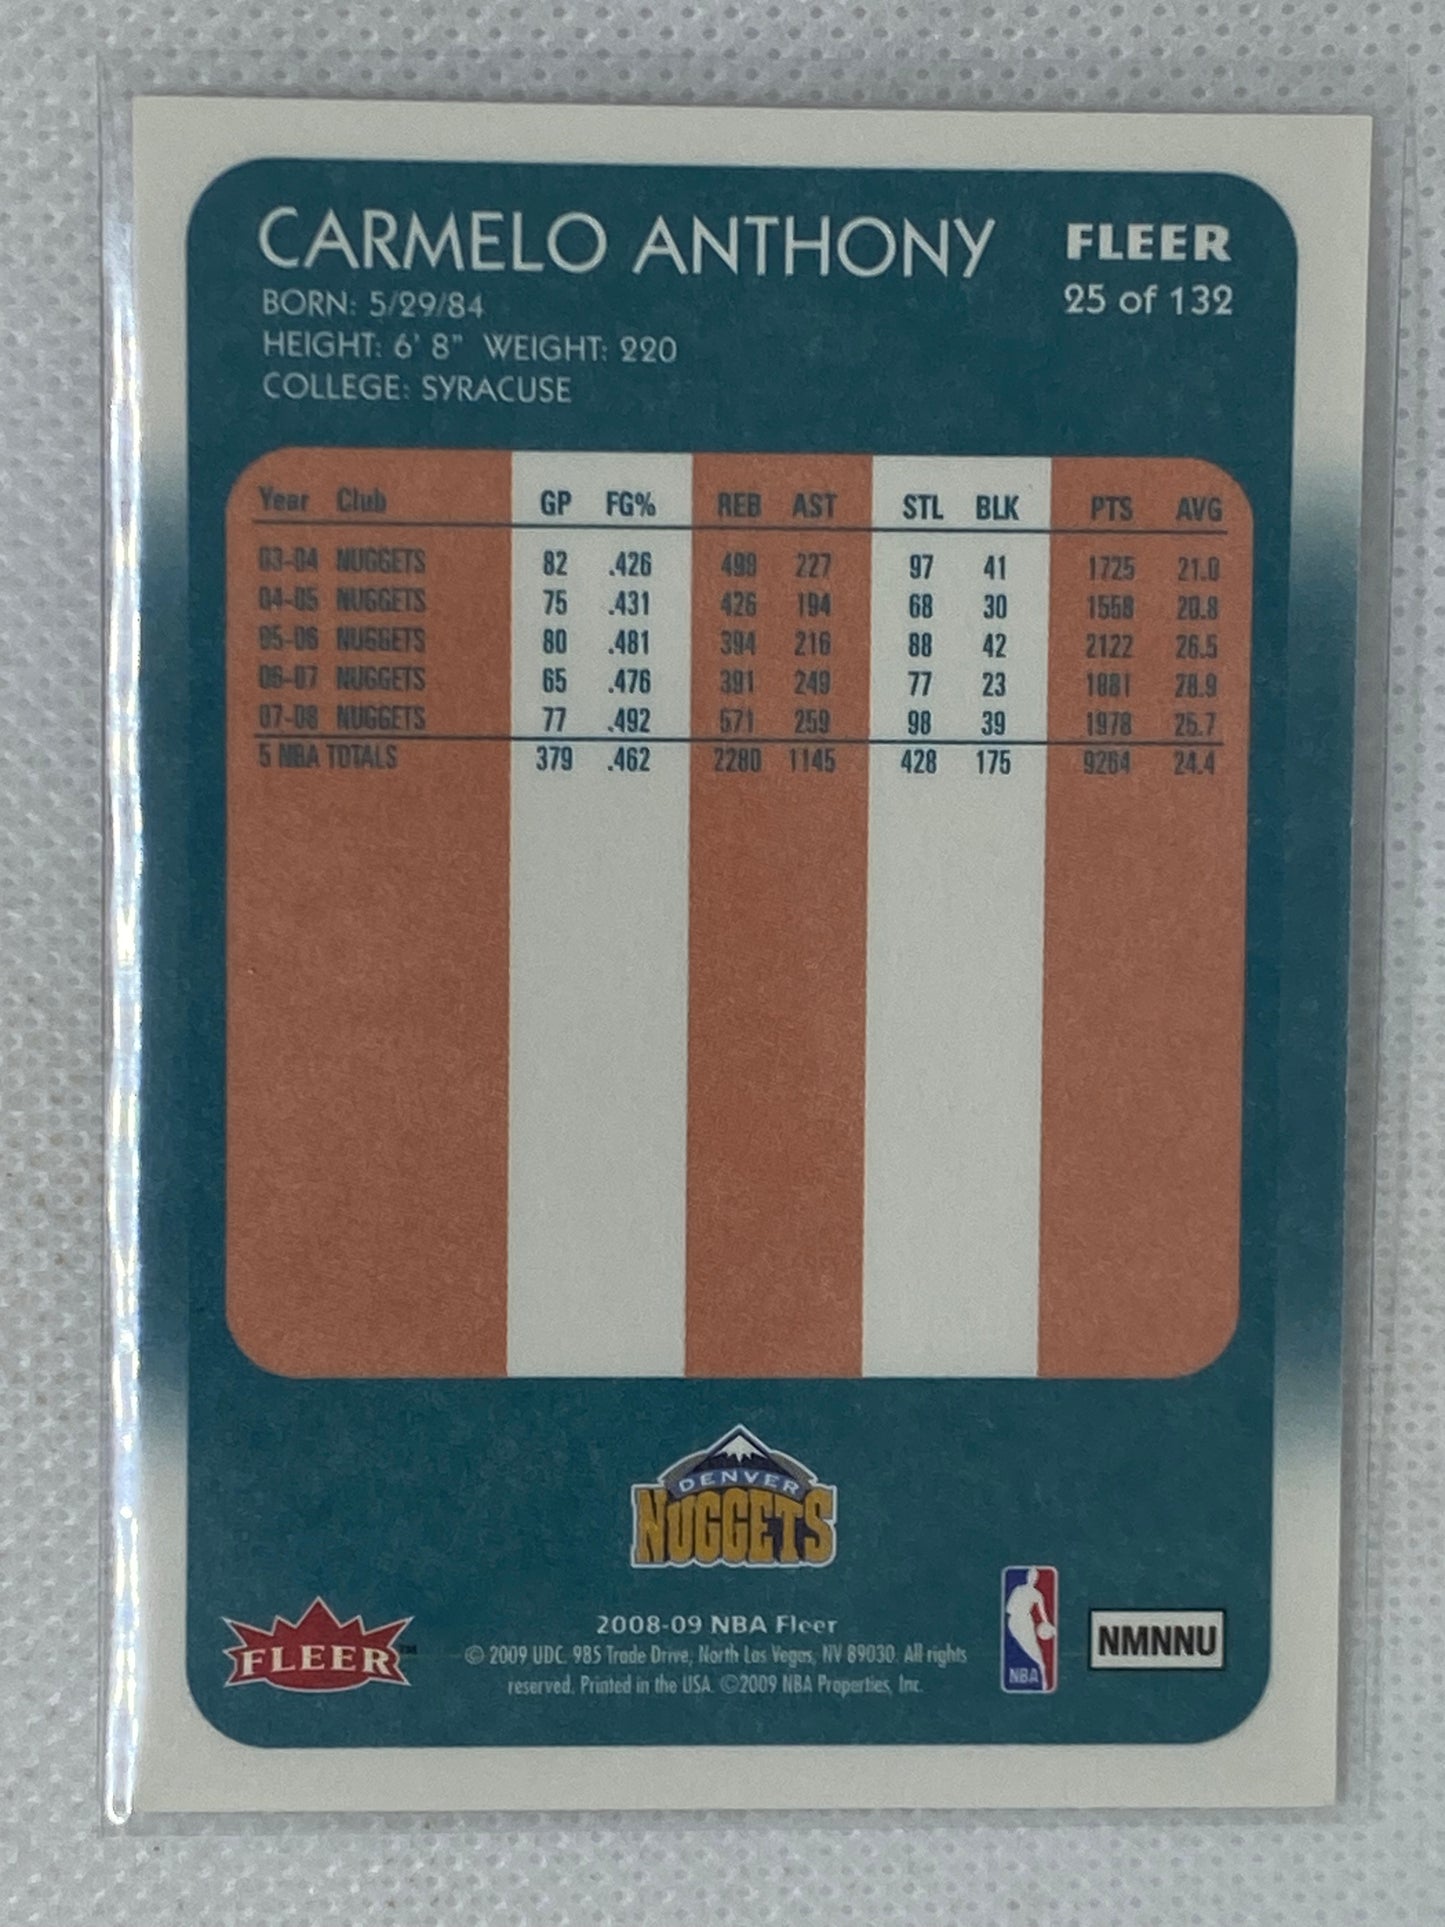 CARMELO ANTHONY
FLEER
25 of 132
BORN: 5/29/84
HEIGHT: 6' 8" WEIGHT: 220
COLLEGE: SYRACUSE
Year Club GP FG% REB AST STL BLK PTS AVG
03-04 NUGGETS 82 .426 498 227 97 41 1725 21.0
04-05 NUGGETS 75 .431 426 194 68 30 1558 20.8
05-06 NUGGETS 80 .481 394 216 88 42 2122 26.5
06-07 NUGGETS 65 .476 391 249 77 23 1881 28.9
07-08 NUGGETS 77 .492 571 259 98 39 1978 25.7
5 NBA TOTALS 379 .462 2280 1145 428 175 9264 24.4
DENVER
NUGGETS
FLEER™
2008-09 NBA Fleer
© 2009 UDC. 985 Trade Drive, North Las Vegas, NV 89030. All rights
reserved. Printed in the USA. ©2009 NBA Properties, Inc.
NBA
NMNNU